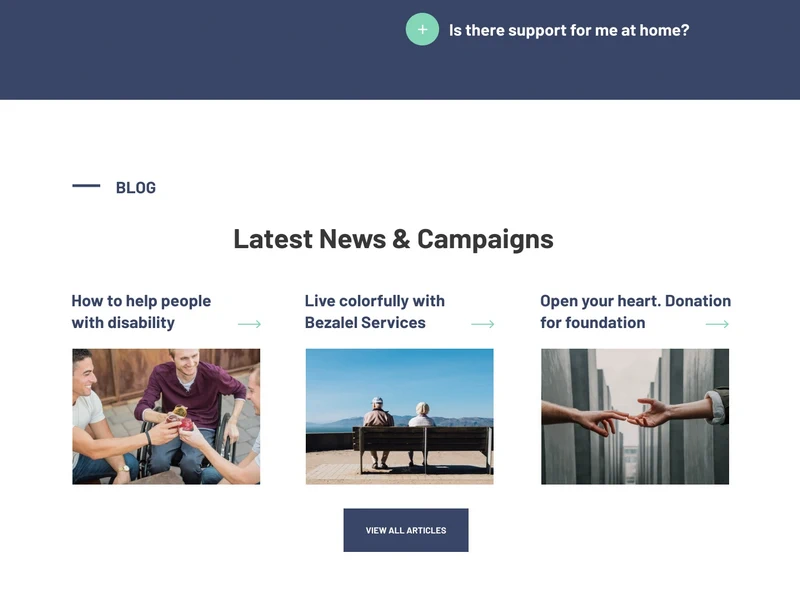 Is there support for me at home?
BLOG
Latest News & Campaigns
How to help people
with disability
Live colorfully with
Bezalel Services
Open your heart. Donation
for foundation
VIEW ALL ARTICLES